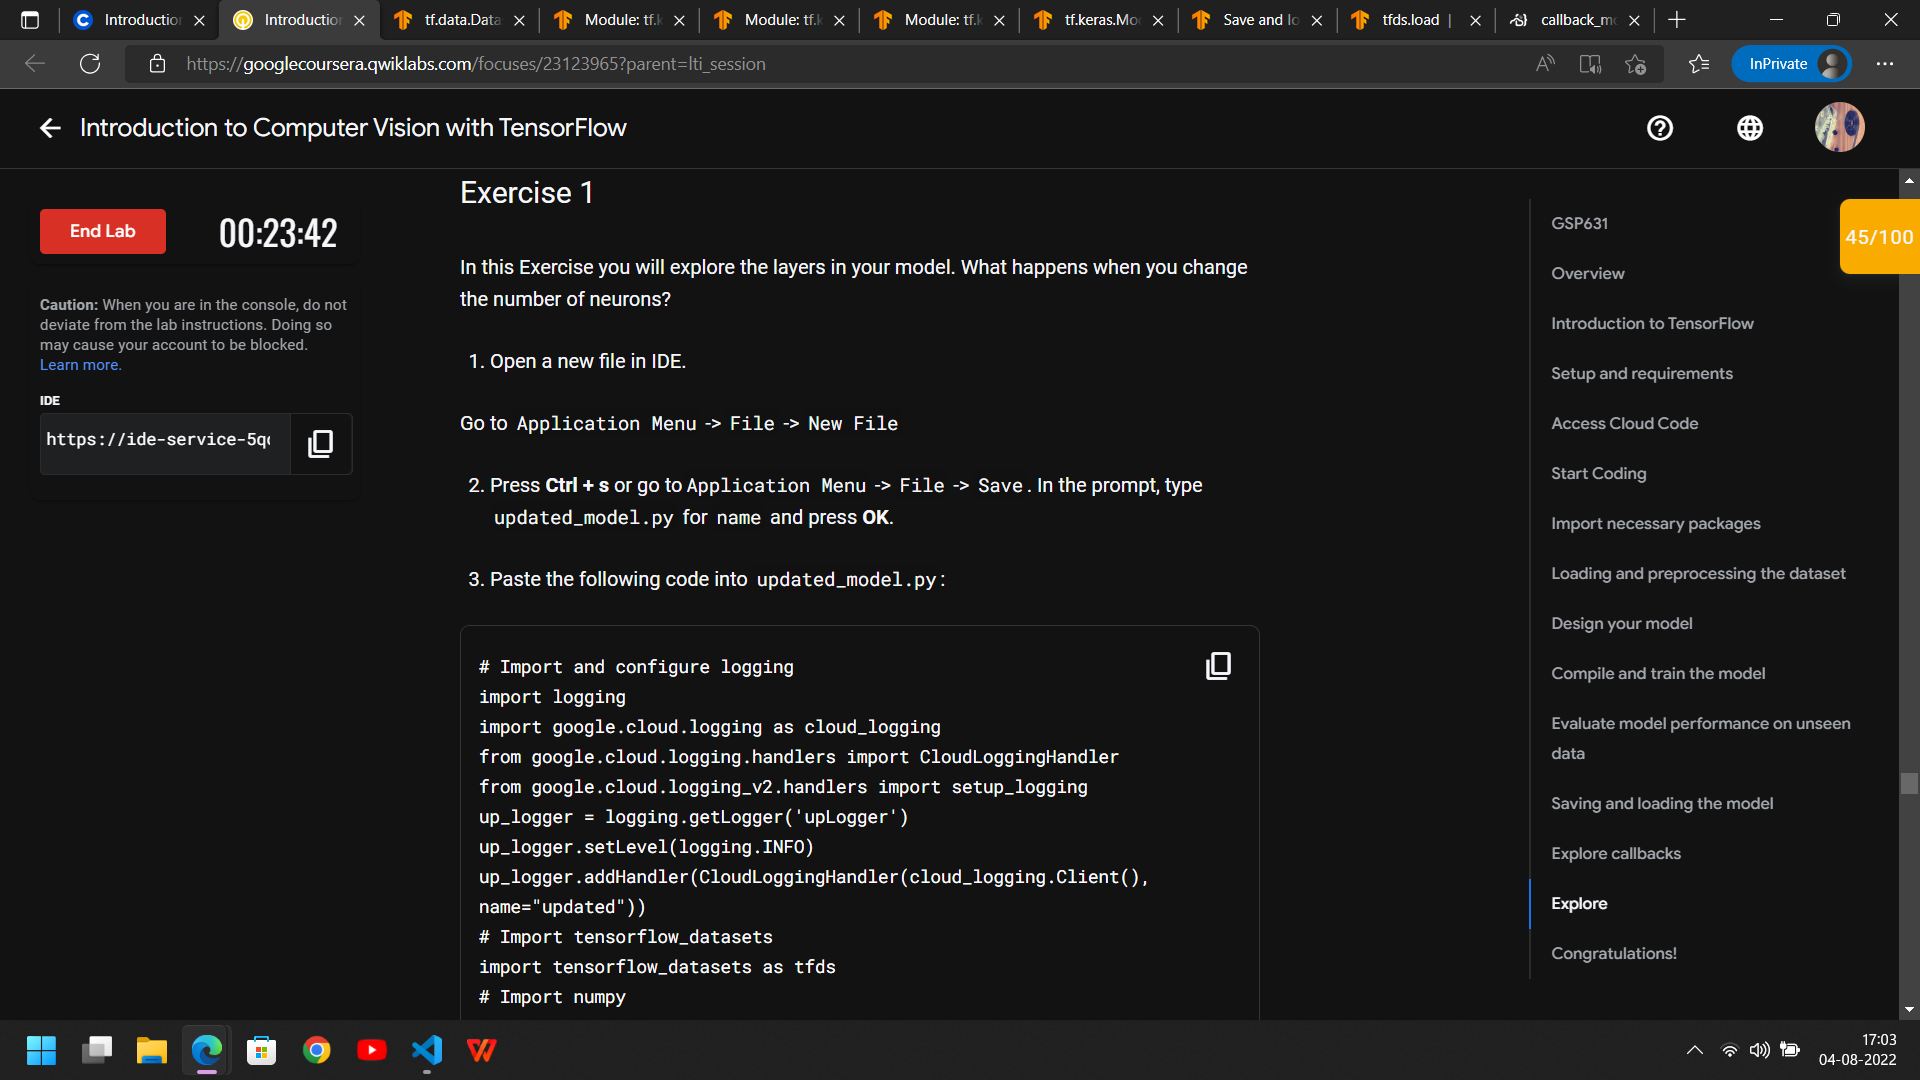 Introduction
Introduction
tf.data.Data
Module: tf.k
Module: tf.k
Module: tf.k
tf.keras.Mo
Save and lo
tfds.load |
callback_m
https://googlecoursera.qwiklabs.com/focuses/23123965?parent=lti_session
InPrivate
Introduction to Computer Vision with TensorFlow
End Lab
00:23:42
Caution: When you are in the console, do not
deviate from the lab instructions. Doing so
may cause your account to be blocked.
Learn more.
IDE
https://ide-service-5q
Exercise 1
In this Exercise you will explore the layers in your model. What happens when you change
the number of neurons?
1. Open a new file in IDE.
Go to Application Menu -> File -> New File
2. Press Ctrl + s or go to Application Menu -> File -> Save. In the prompt, type
updated_model.py for name and press OK.
3. Paste the following code into updated_model.py:
# Import and configure logging
import logging
import google.cloud.logging as cloud_logging
from google.cloud.logging.handlers import CloudLoggingHandler
from google.cloud.logging_v2.handlers import setup_logging
up_logger = logging.getLogger('upLogger')
up_logger.setLevel(logging.INFO)
up_logger.addHandler(CloudLoggingHandler(cloud_logging.Client(),
name="updated"))
# Import tensorflow_datasets
import tensorflow_datasets as tfds
# Import numpy
GSP631
Overview
Introduction to TensorFlow
Setup and requirements
Access Cloud Code
Start Coding
Import necessary packages
Loading and preprocessing the dataset
Design your model
Compile and train the model
Evaluate model performance on unseen
data
Saving and loading the model
Explore callbacks
Explore
Congratulations!
45/100
17:03
04-08-2022